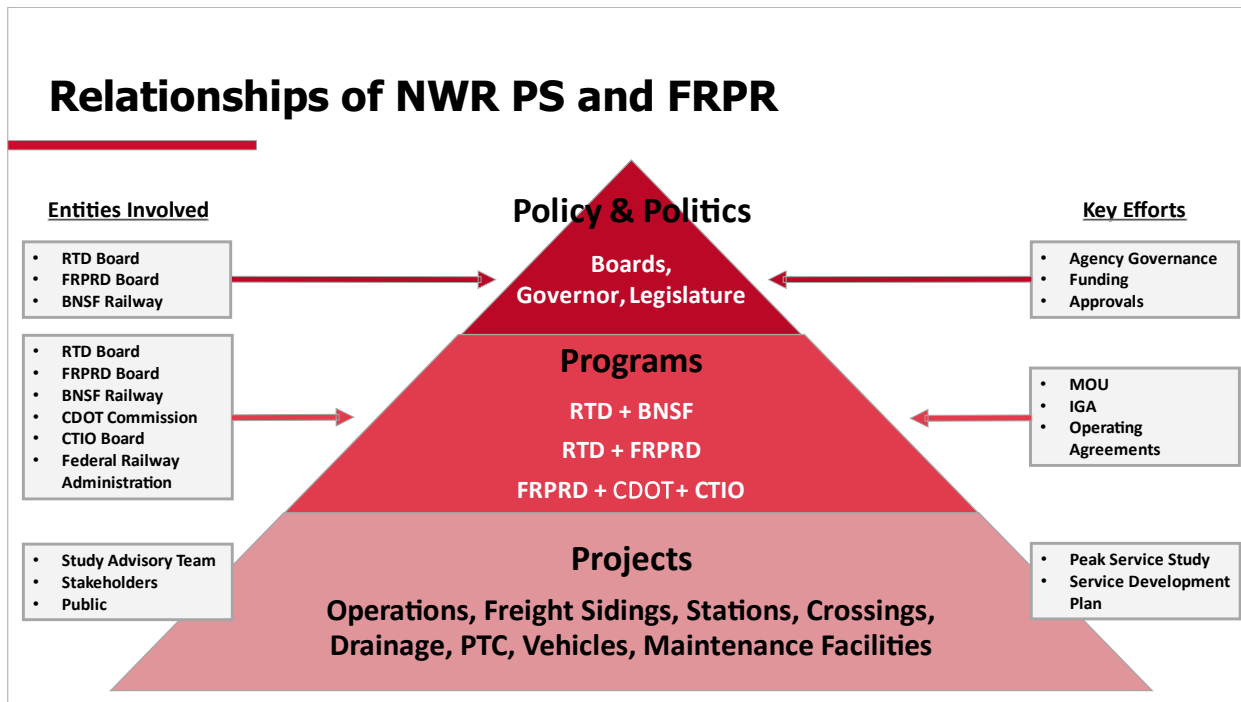 Relationships of NWR PS and FRPR
Entities Involved
• RTD Board
• FRPRD Board
• BNSF Railway
• RTD Board
• FRPRD Board
• BNSF Railway
• CDOT Commission
• CTIO Board
• Federal Railway
Administration
• Study Advisory Team
• Stakeholders
• Public
Policy & Politics
Boards,
Governor, Legislature
Programs
RTD + BNSF
RTD + FRPRD
FRPRD + CDOT + CTIO
Projects
Operations, Freight Sidings, Stations, Crossings,
Drainage, PTC, Vehicles, Maintenance Facilities
Key Efforts
• Agency Governance
• Funding
• Approvals
• MOU
• IGA
• Operating
Agreements
• Peak Service Study
• Service Development
Plan